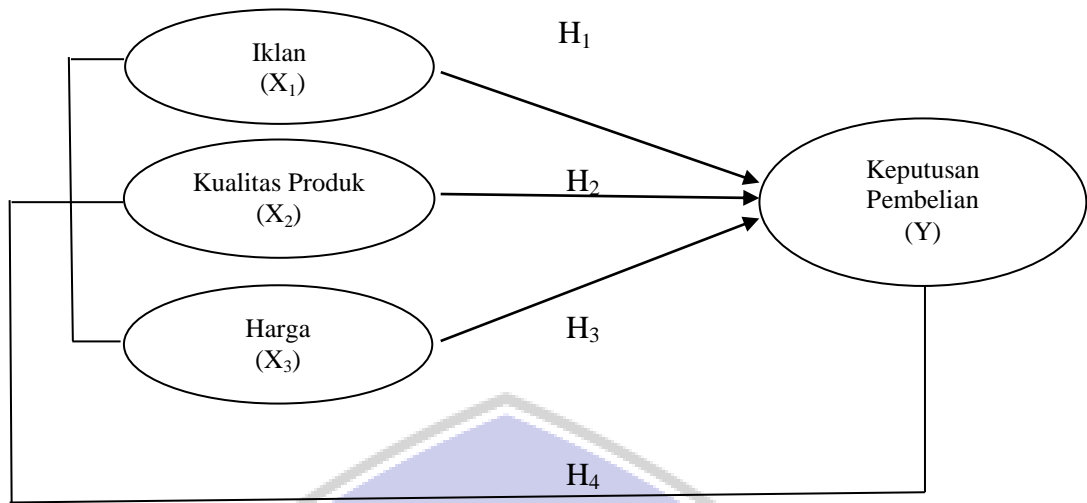 Iklan
(X₁)
H₁
Kualitas Produk
(X₂)
H₂
Keputusan
Pembelian
(Y)
Harga
(X₃)
H₃
H₄